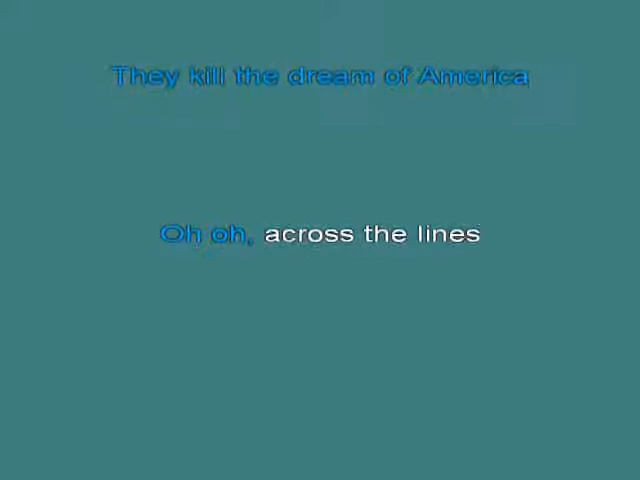 They kill the dream of America
Oh oh, across the lines